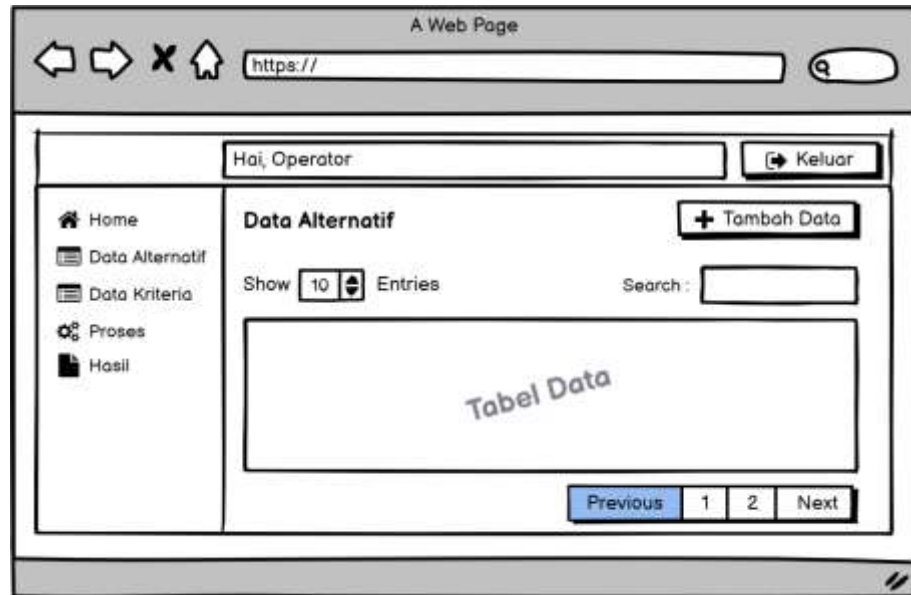 A Web Page
https://
Hai, Operator
Keluar
Home
Data Alternatif
Data Kriteria
Proses
Hasil
Data Alternatif
Tambah Data
Show 10 Entries
Search :
Tabel Data
Previous 1 2 Next